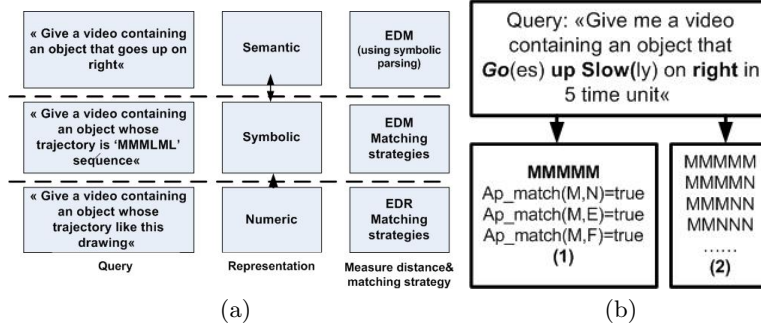 « Give a video containing
an object that goes up on
right«
Semantic
EDM
(using symbolic
parsing)
« Give a video containing
an object whose
trajectory is 'MMMLML'
sequence«
Symbolic
EDM
Matching
strategies
« Give a video containing
an object whose
trajectory like this
drawing«
Numeric
EDR
Matching
strategies
Query
Representation
Measure distance&
matching strategy
(a)
Query: «Give me a video
containing an object that
Go(es) up Slow(ly) on right in
5 time unit«
MMMMM
Ap_match(M,N)=true
Ap_match(M,E)=true
Ap_match(M,F)=true
(1)
MMMMM
MMMMN
MMMNN
MMNNN
......
(2)
(b)